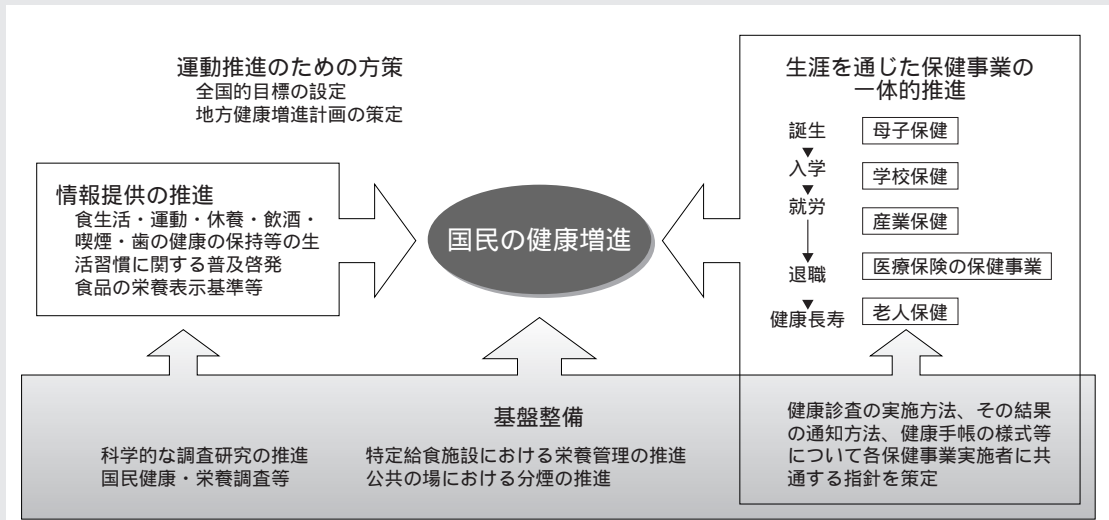 運動推進のための方策
全国的目標の設定
地方健康増進計画の策定
情報提供の推進
食生活・運動・休養・飲酒・
喫煙・歯の健康の保持等の生
活習慣に関する普及啓発
食品の栄養表示基準等
国民の健康増進
生涯を通じた保健事業の
一体的推進
誕生
母子保健
入学
学校保健
就労
産業保健
退職
医療保険の保健事業
健康長寿
老人保健
基盤整備
科学的な調査研究の推進
国民健康・栄養調査等
特定給食施設における栄養管理の推進
公共の場における分煙の推進
健康診査の実施方法、その結果
の通知方法、健康手帳の様式等
について各保健事業実施者に共
通する指針を策定